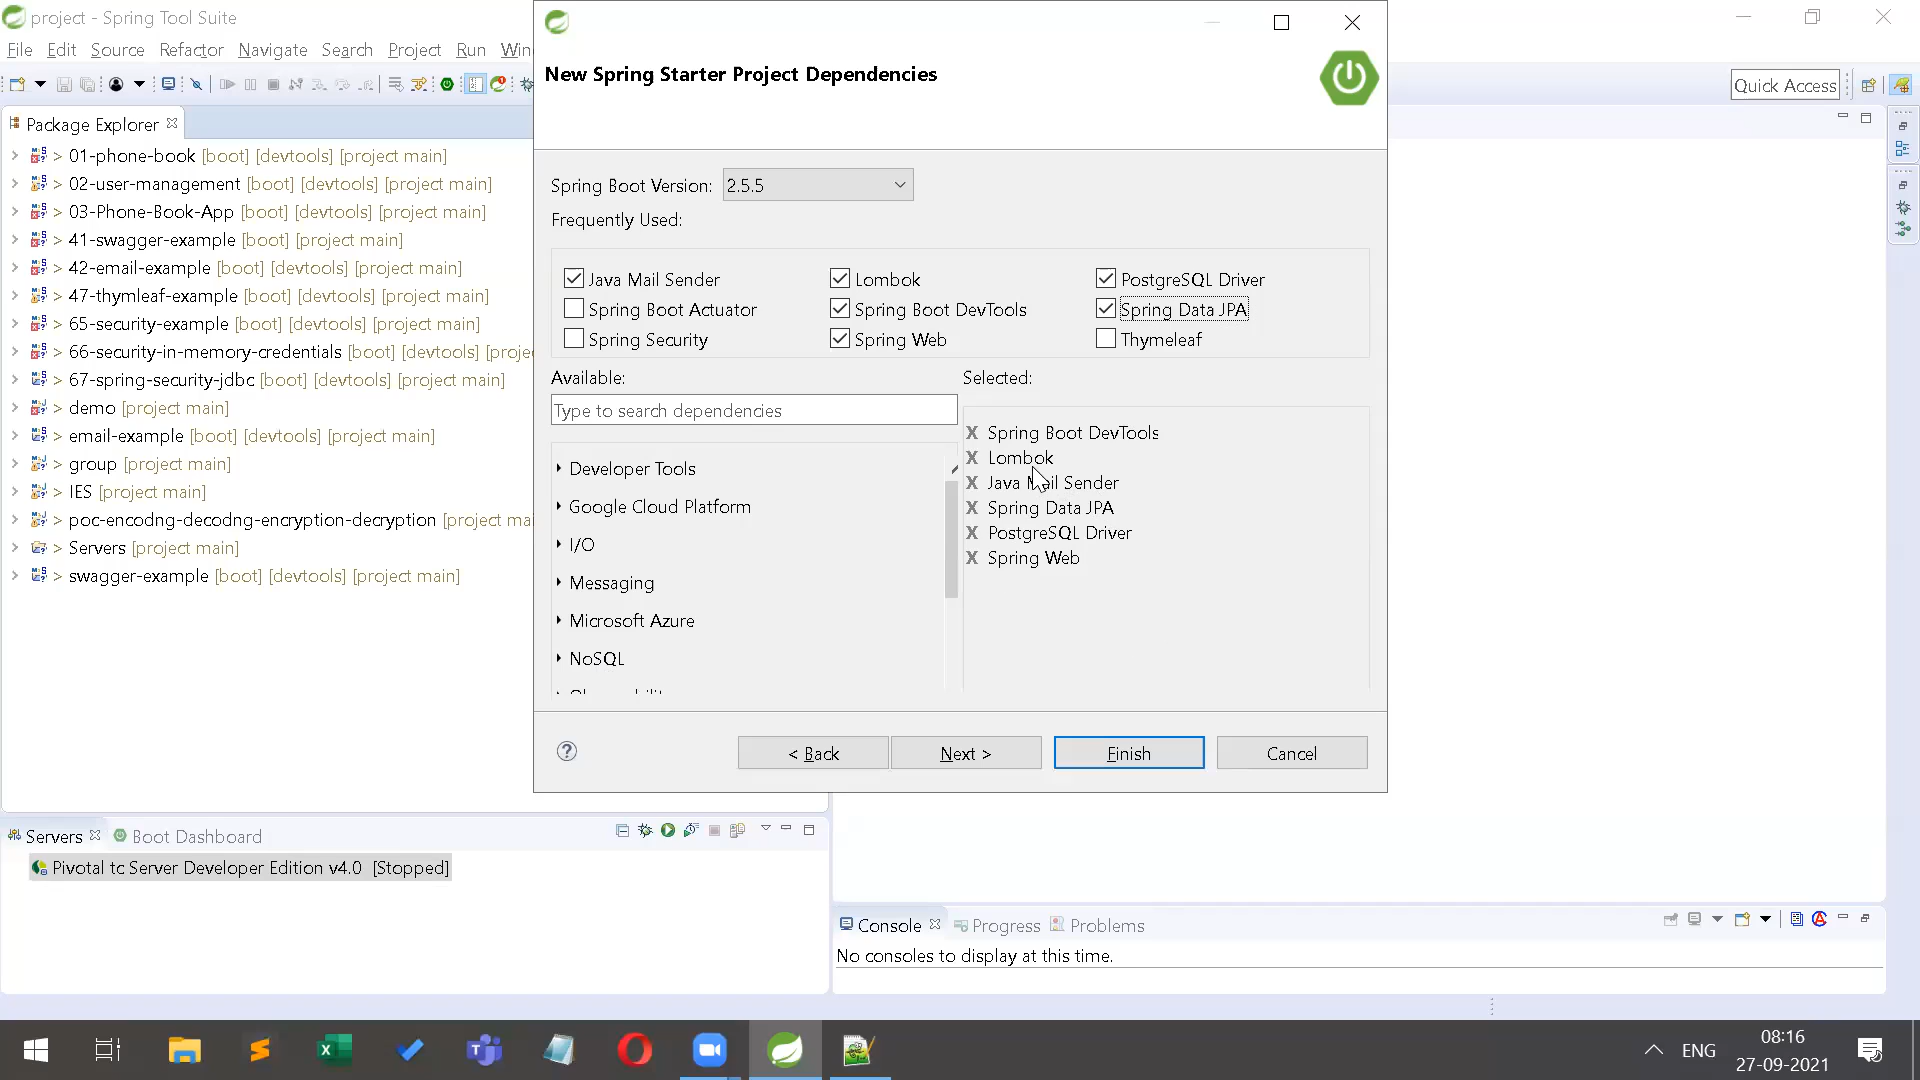 project - Spring Tool Suite
File Edit Source Refactor Navigate Search Project Run Win
Quick Access
Package Explorer
> 01-phone-book [boot] [devtools] [project main]
> 02-user-management [boot] [devtools] [project main]
> 03-Phone-Book-App [boot] [devtools] [project main]
> 41-swagger-example [boot] [project main]
> 42-email-example [boot] [devtools] [project main]
> 47-thymleaf-example [boot] [devtools] [project main]
> 65-security-example [boot] [devtools] [project main]
> 66-security-in-memory-credentials [boot] [devtools] [proje
> 67-spring-security-jdbc [boot] [devtools] [project main]
> demo [project main]
> email-example [boot] [devtools] [project main]
> group [project main]
> IES [project main]
> poc-encodng-decodng-encryption-decryption [project mai
> Servers [project main]
> swagger-example [boot] [devtools] [project main]
New Spring Starter Project Dependencies
Spring Boot Version: 2.5.5
Frequently Used:
Java Mail Sender Lombok PostgreSQL Driver
Spring Boot Actuator Spring Boot DevTools Spring Data JPA
Spring Security Spring Web Thymeleaf
Available:
Type to search dependencies
Developer Tools
Google Cloud Platform
I/O
Messaging
Microsoft Azure
NoSQL
Selected:
X Spring Boot DevTools
X Lombok
X Java Mail Sender
X Spring Data JPA
X PostgreSQL Driver
X Spring Web
< Back Next > Finish Cancel
Servers Boot Dashboard
Pivotal tc Server Developer Edition v4.0 [Stopped]
Console Progress Problems
No consoles to display at this time.
ENG
08:16
27-09-2021